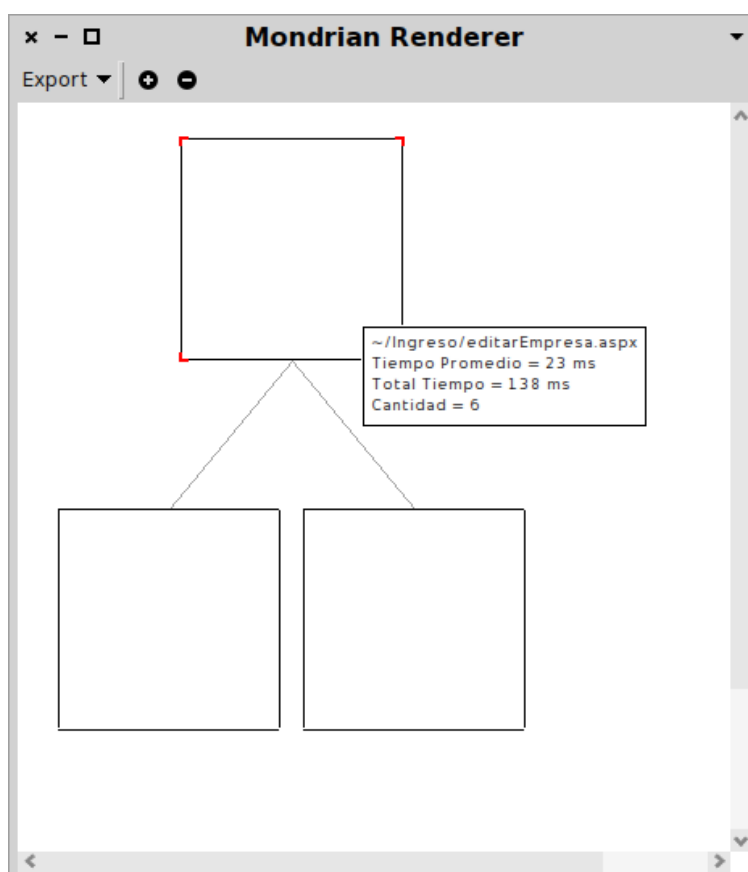 Mondrian Renderer
Export
~/Ingreso/editarEmpresa.aspx
Tiempo Promedio = 23 ms
Total Tiempo = 138 ms
Cantidad = 6